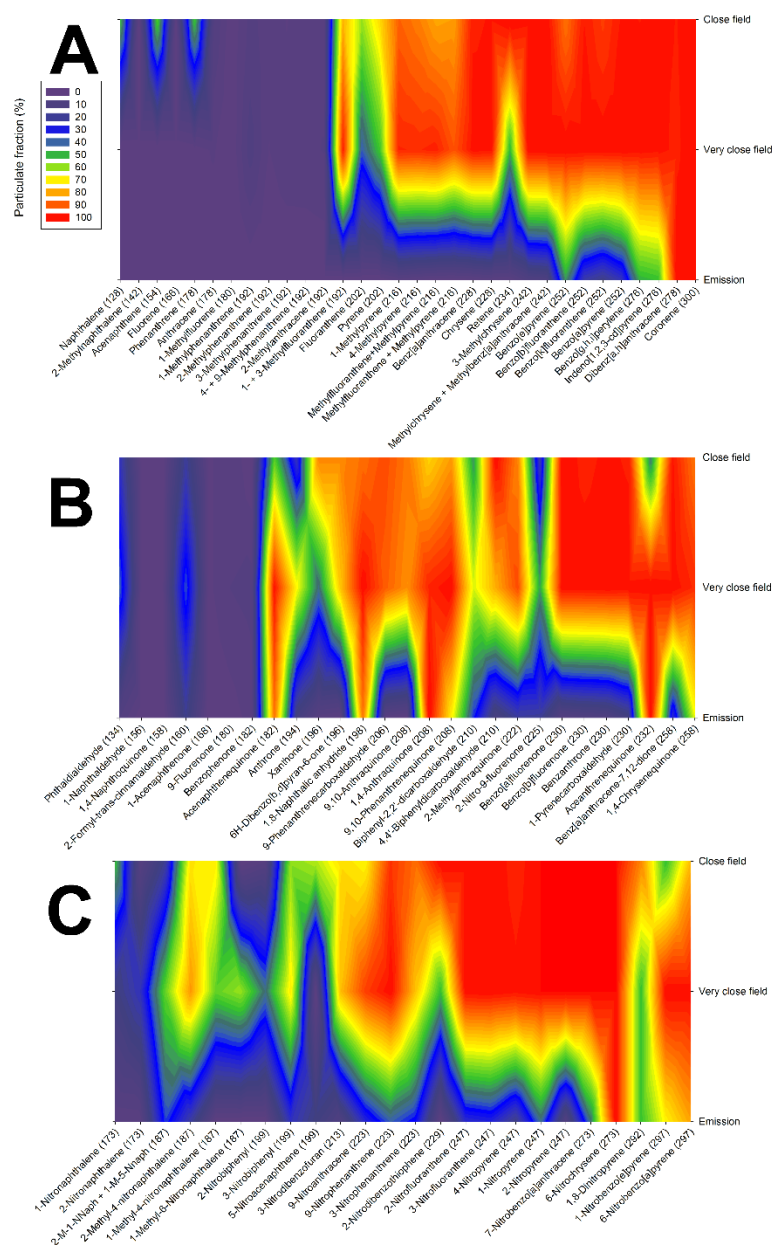 A
Particulate fraction (%)
0
10
20
30
40
50
60
70
80
90
100
Close field
Very close field
Emission
Naphthalene (128)
2-Methylnaphthalene (142)
Acenaphthene (154)
Fluorene (166)
Phenanthrene (178)
Anthracene (178)
1-Methylfluorene (180)
1-Methylphenanthrene (192)
2-Methylphenanthrene (192)
3-Methylphenanthrene (192)
4- + 9-Methylphenanthrene (192)
2-Methylanthracene (192)
1- + 3-Methylfluoranthene (192)
Fluoranthene (202)
Pyrene (202)
1-Methylpyrene (216)
4-Methylpyrene (216)
Methylfluoranthene+Methylpyrene (216)
Methylfluoranthene + Methylpyrene (216)
Benz[a]anthracene (228)
Chrysene (228)
Retene (234)
3-Methylchrysene (242)
Methylchrysene + Methylbenz[a]anthracene (242)
Benzo[a]pyrene (252)
Benzo[b]fluoranthene (252)
Benzo[k]fluoranthene (252)
Benzo[e]pyrene (252)
Benzo[g,h,i]perylene (276)
Indeno[1,2,3-cd]pyrene (276)
Dibenz[a,h]anthracene (278)
Coronene (300)
B
Close field
Very close field
Emission
Phthaldialdehyde (134)
1-Naphthaldehyde (156)
1,4-Naphthoquinone (158)
2-Formyl-trans-cinnamaldehyde (160)
1-Acenaphthenone (168)
9-Fluorenone (180)
Benzophenone (182)
Acenaphthenequinone (182)
Anthrone (194)
Xanthone (196)
6H-Dibenzo[b,d]pyran-6-one (196)
1,8-Naphthalic anhydride (198)
9-Phenanthrenecarboxaldehyde (206)
9,10-Anthraquinone (208)
1,4-Anthraquinone (208)
9,10-Phenanthrenequinone (208)
Biphenyl-2,2'-dicarboxaldehyde (210)
4,4'-Biphenyldicarboxaldehyde (210)
2-Methylanthraquinone (222)
2-Nitro-9-fluorenone (225)
Benzo[a]fluorenone (230)
Benzo[b]fluorenone (230)
Benzanthrone (230)
1-Pyrenecarboxaldehyde (230)
Aceanthrenequinone (232)
Benz[a]anthracene-7,12-dione (258)
1,4-Chrysenequinone (258)
C
Close field
Very close field
Emission
1-Nitronaphthalene (173)
2-Nitronaphthalene (173)
2-M-1-NNaph + 1-M-5-NNaph (187)
2-Methyl-4-nitronaphthalene (187)
1-Methyl-4-nitronaphthalene (187)
1-Methyl-6-Nitronaphthalene (187)
2-Nitrobiphenyl (199)
3-Nitrobiphenyl (199)
5-Nitroacenaphthene (199)
3-Nitrodibenzofuran (213)
9-Nitroanthracene (223)
9-Nitrophenanthrene (223)
3-Nitrophenanthrene (223)
2-Nitrodibenzothiophene (229)
2-Nitrofluoranthene (247)
3-Nitrofluoranthene (247)
4-Nitropyrene (247)
1-Nitropyrene (247)
2-Nitropyrene (247)
7-Nitrobenzo[a]anthracene (273)
6-Nitrochrysene (273)
1,8-Dinitropyrene (292)
1-Nitrobenzo[e]pyrene (297)
6-Nitrobenzo[a]pyrene (297)